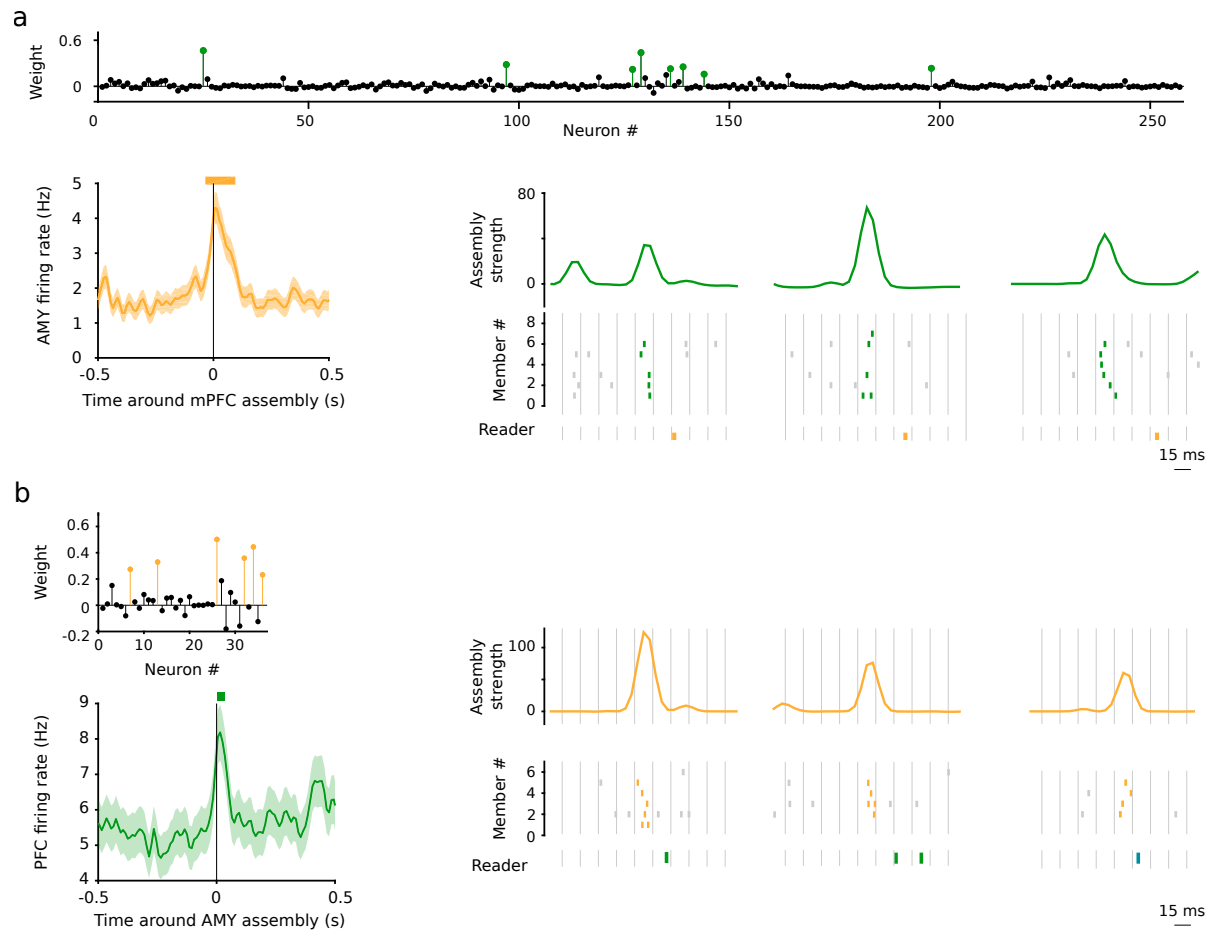 a
0.6
0
Weight
0 50 100 150 200 250
Neuron #
5
4
3
2
1
0
AMY firing rate (Hz)
-0.5 0 0.5
Time around mPFC assembly (s)
80
0
Assembly
strength
8
6
4
2
0
Member #
Reader
15 ms
b
0.6
0.4
0.2
0
-0.2
Weight
0 10 20 30
Neuron #
9
8
7
6
5
4
PFC firing rate (Hz)
-0.5 0 0.5
Time around AMY assembly (s)
100
0
Assembly
strength
6
4
2
0
Member #
Reader
15 ms